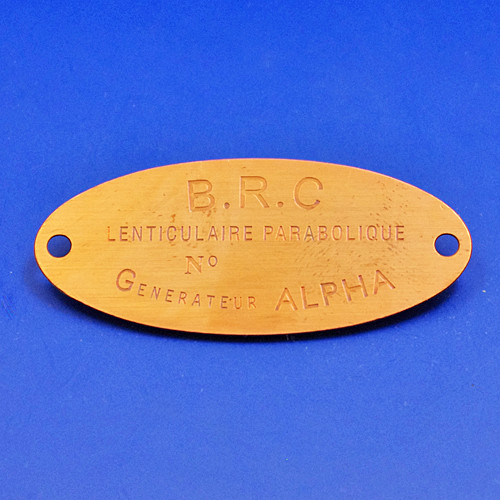 B.R.C
LENTICULAIRE PARABOLIQUE
Nº
GENERATEUR ALPHA